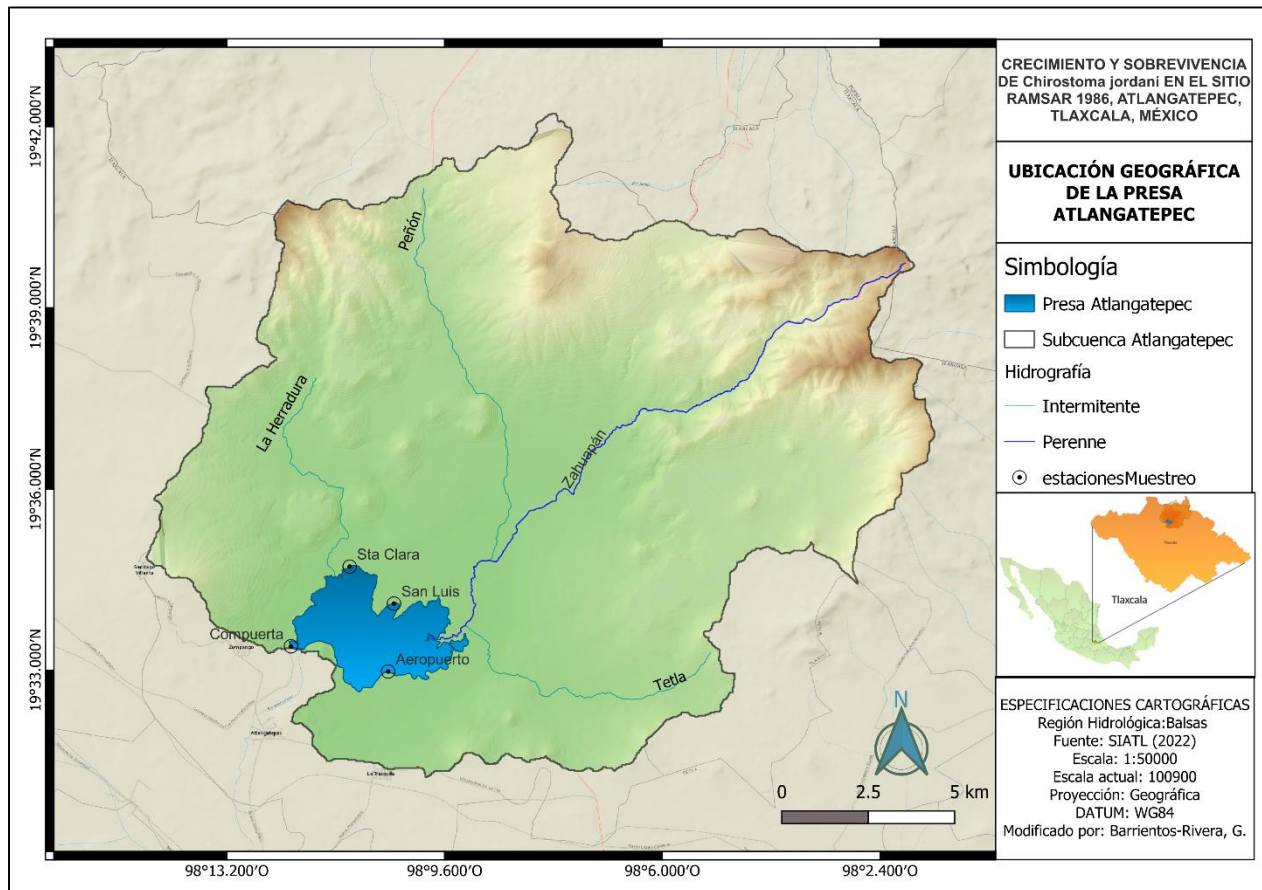 CRECIMIENTO Y SOBREVIVENCIA
DE Chirostoma jordani EN EL SITIO
RAMSAR 1986, ATLANGATEPEC,
TLAXCALA, MÉXICO
UBICACIÓN GEOGRÁFICA
DE LA PRESA
ATLANGATEPEC
Simbología
Presa Atlangatepec
Subcuenca Atlangatepec
Hidrografía
Intermitente
Perenne
estacionesMuestreo
Tlaxcala
ESPECIFICACIONES CARTOGRÁFICAS
Región Hidrológica:Balsas
Fuente: SIATL (2022)
Escala: 1:50000
Escala actual: 100900
Proyección: Geográfica
DATUM: WG84
Modificado por: Barrientos-Rivera, G.
19°42.000'N
19°39.000'N
19°36.000'N
19°33.000'N
98°13.200'O
98°9.600'O
98°6.000'O
98°2.400'O
Peñón
La Herradura
Zahuapán
Sta Clara
San Luis
Compuerta
Aeropuerto
Tetla
Atlangatepec
N
0 2.5 5 km